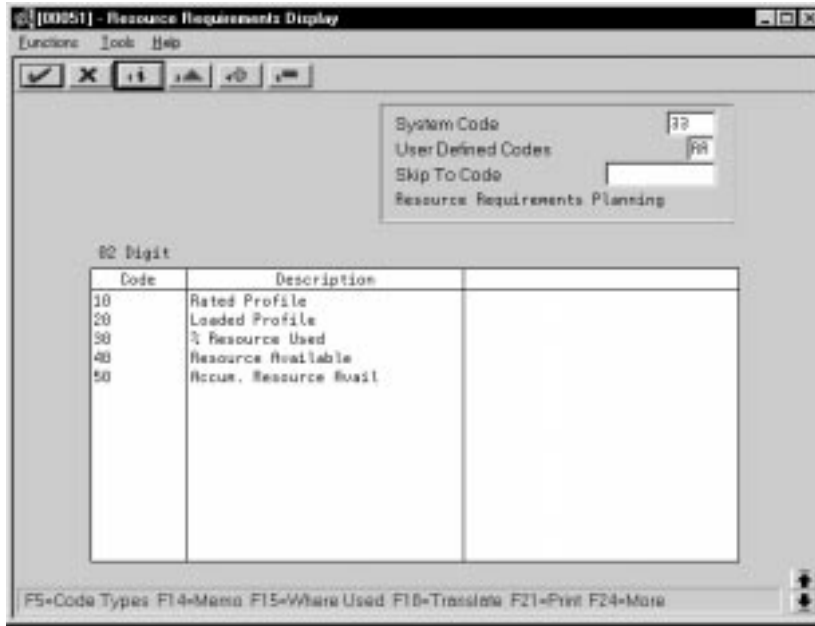 [00051] - Resource Requirements Display
Functions Tools Help
System Code 33
User Defined Codes RR
Skip To Code
Resource Requirements Planning
02 Digit
Code Description
10 Rated Profile
20 Loaded Profile
30 % Resource Used
40 Resource Available
50 Accum. Resource Avail
F5=Code Types F14=Memo F15=Where Used F18=Translate F21=Print F24=More